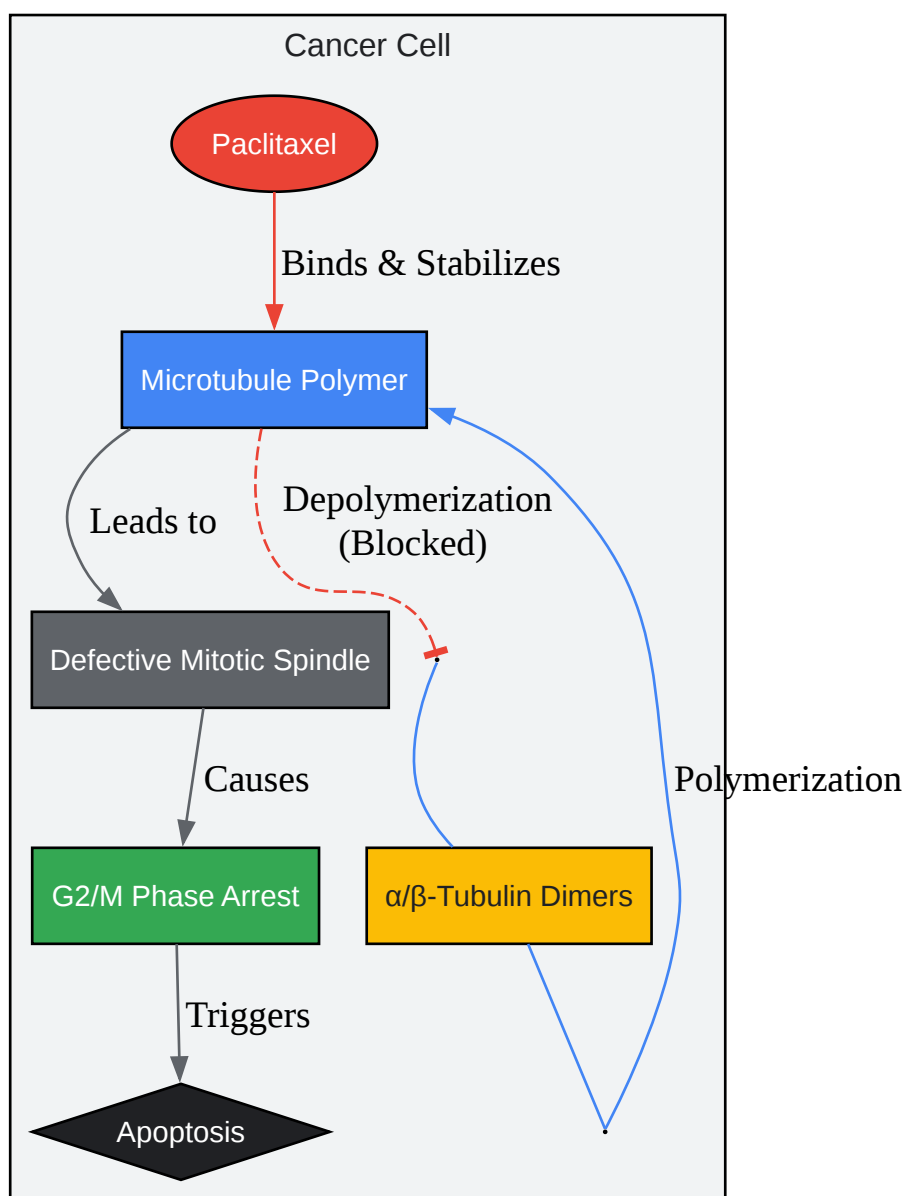 Cancer Cell
Paclitaxel
Binds & Stabilizes
Microtubule Polymer
Depolymerization
(Blocked)
Leads to
Defective Mitotic Spindle
Causes
Polymerization
G2/M Phase Arrest
α/β-Tubulin Dimers
Triggers
Apoptosis